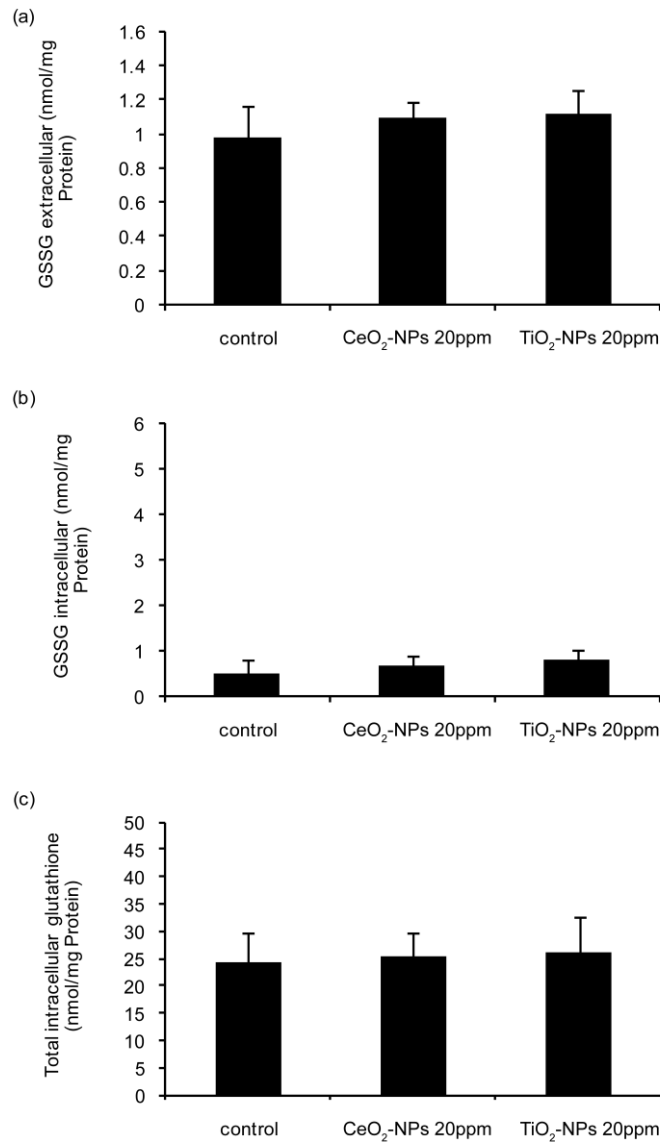 (a)
GSSG extracellular (nmol/mg
Protein)
1.6
1.4
1.2
1
0.8
0.6
0.4
0.2
0
control
CeO₂-NPs 20ppm
TiO₂-NPs 20ppm
(b)
GSSG intracellular (nmol/mg
Protein)
6
5
4
3
2
1
0
control
CeO₂-NPs 20ppm
TiO₂-NPs 20ppm
(c)
Total intracellular glutathione
(nmol/mg Protein)
50
45
40
35
30
25
20
15
10
5
0
control
CeO₂-NPs 20ppm
TiO₂-NPs 20ppm